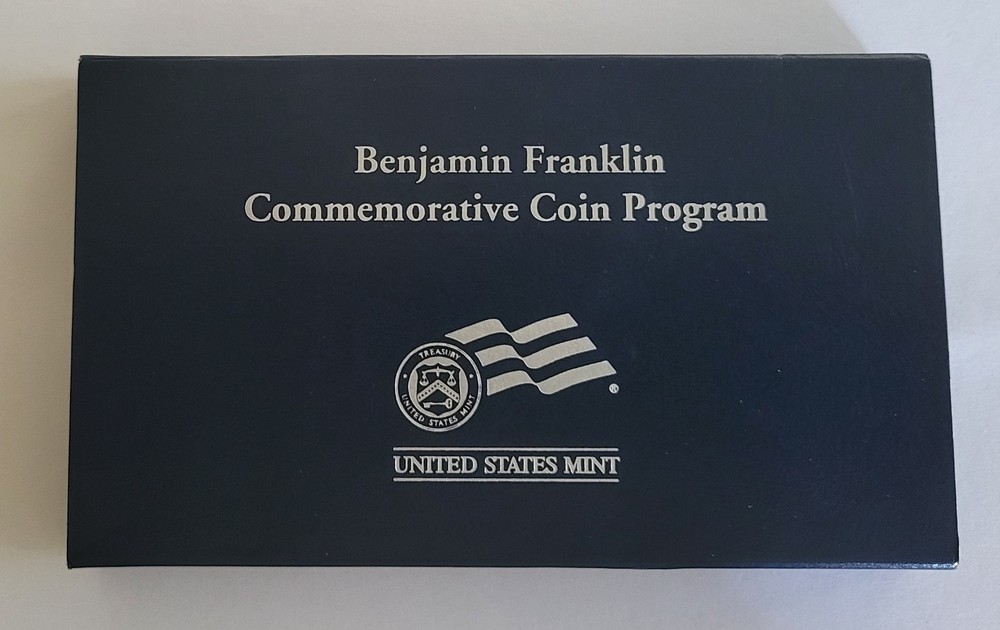 Benjamin Franklin
Commemorative Coin Program
TREASURY
UNITED STATES MINT
®
UNITED STATES MINT